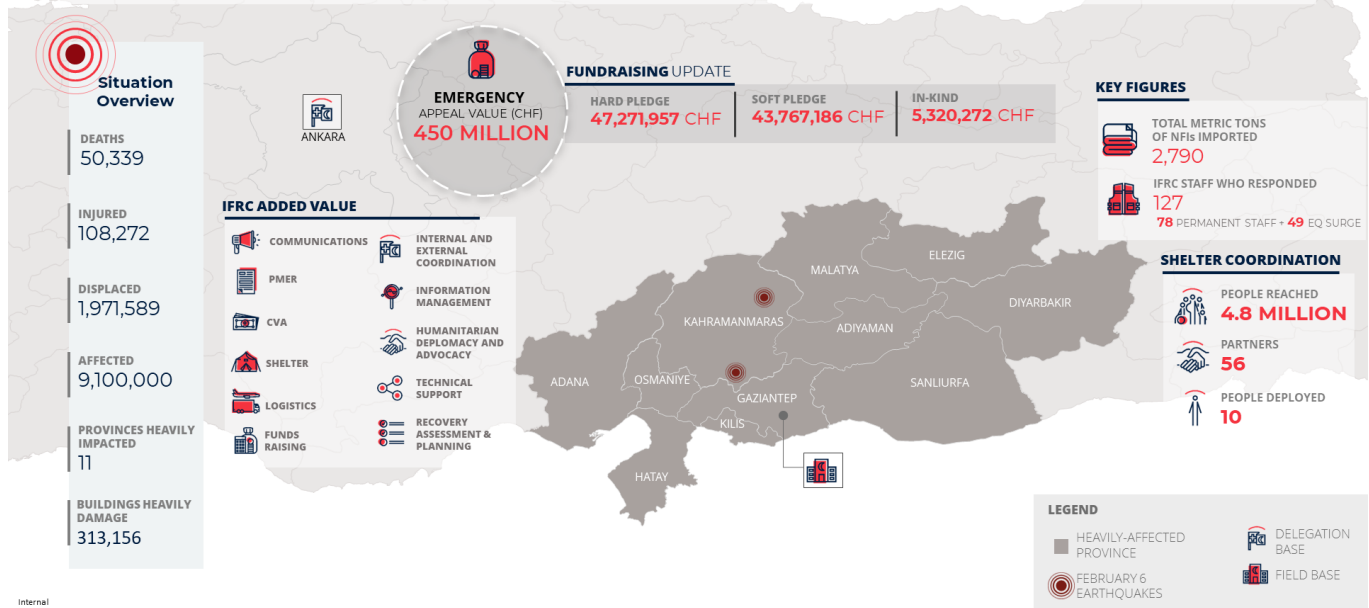 Situation
Overview
DEATHS
50,339
INJURED
108,272
DISPLACED
1,971,589
AFFECTED
9,100,000
PROVINCES HEAVILY
IMPACTED
11
BUILDINGS HEAVILY
DAMAGE
313,156
ANKARA
EMERGENCY
APPEAL VALUE (CHF)
450 MILLION
FUNDRAISING UPDATE
HARD PLEDGE
47,271,957 CHF
SOFT PLEDGE
43,767,186 CHF
IN-KIND
5,320,272 CHF
KEY FIGURES
TOTAL METRIC TONS
OF NFIs IMPORTED
2,790
IFRC STAFF WHO RESPONDED
127
78 PERMANENT STAFF + 49 EQ SURGE
IFRC ADDED VALUE
COMMUNICATIONS
PMER
CVA
SHELTER
LOGISTICS
FUNDS
RAISING
INTERNAL AND
EXTERNAL
COORDINATION
INFORMATION
MANAGEMENT
HUMANITARIAN
DEPLOMACY AND
ADVOCACY
TECHNICAL
SUPPORT
RECOVERY
ASSESSMENT &
PLANNING
MALATYA
ELEZIG
DIYARBAKIR
KAHRAMANMARAS
ADIYAMAN
ADANA
OSMANIYE
GAZIANTEP
SANLIURFA
KILIS
HATAY
SHELTER COORDINATION
PEOPLE REACHED
4.8 MILLION
PARTNERS
56
PEOPLE DEPLOYED
10
LEGEND
HEAVILY-AFFECTED
PROVINCE
FEBRUARY 6
EARTHQUAKES
DELEGATION
BASE
FIELD BASE
Internal